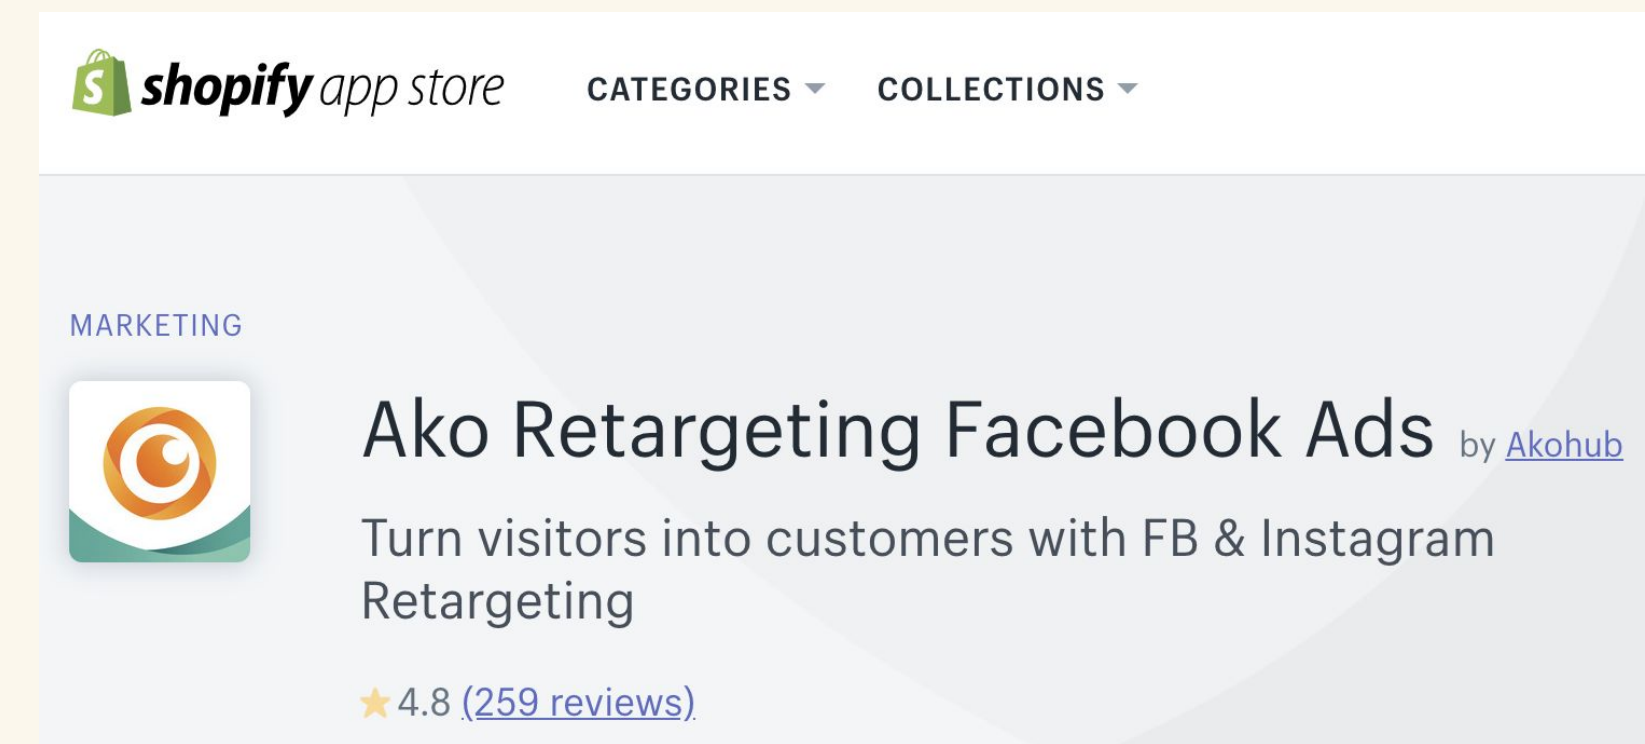 shopify app store CATEGORIES COLLECTIONS
MARKETING
Ako Retargeting Facebook Ads by Akohub
Turn visitors into customers with FB & Instagram
Retargeting
4.8 (259 reviews)